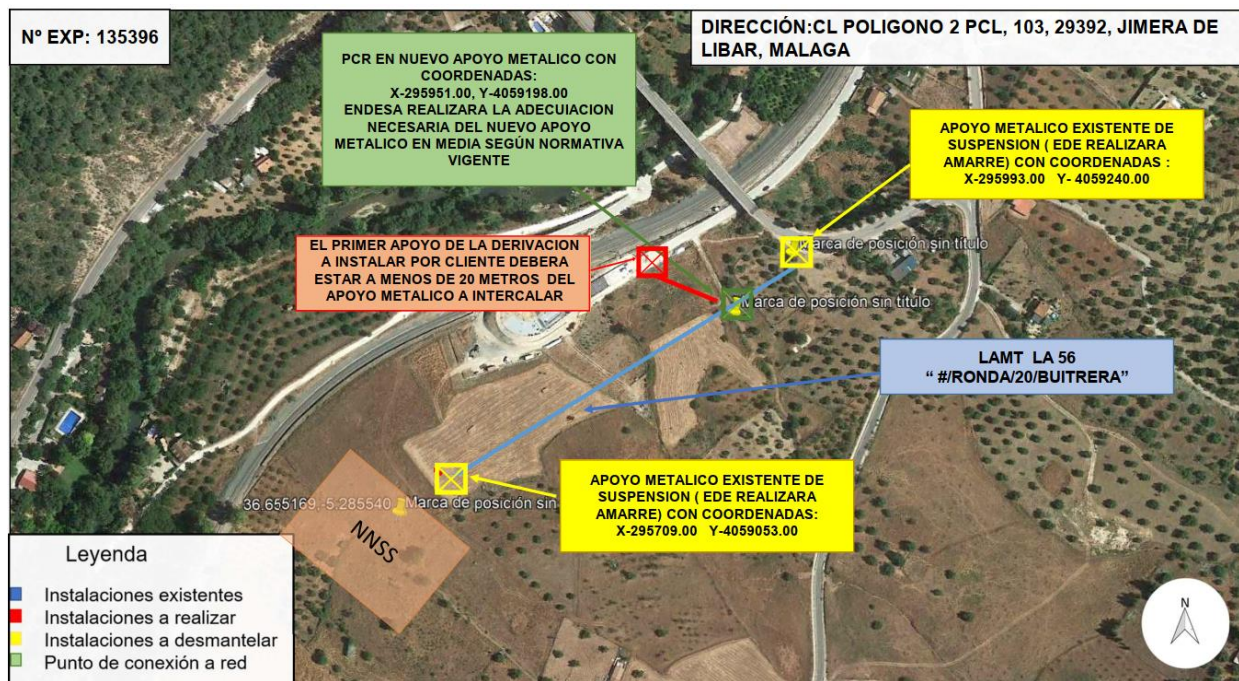 Nº EXP: 135396
DIRECCIÓN:CL POLIGONO 2 PCL, 103, 29392, JIMERA DE
LIBAR, MALAGA
PCR EN NUEVO APOYO METALICO CON
COORDENADAS:
X-295951.00, Y-4059198.00
ENDESA REALIZARA LA ADECUIACION
NECESARIA DEL NUEVO APOYO
METALICO EN MEDIA SEGÚN NORMATIVA
VIGENTE
APOYO METALICO EXISTENTE DE
SUSPENSION ( EDE REALIZARA
AMARRE) CON COORDENADAS :
X-295993.00 Y- 4059240.00
EL PRIMER APOYO DE LA DERIVACION
A INSTALAR POR CLIENTE DEBERA
ESTAR A MENOS DE 20 METROS DEL
APOYO METALICO A INTERCALAR
Marca de posición sin título
Marca de posición sin título
LAMT LA 56
“ #/RONDA/20/BUITRERA”
APOYO METALICO EXISTENTE DE
SUSPENSION ( EDE REALIZARA
AMARRE) CON COORDENADAS:
X-295709.00 Y-4059053.00
36.655169,-5.285540
Marca de posición sin
NNSS
Leyenda
Instalaciones existentes
Instalaciones a realizar
Instalaciones a desmantelar
Punto de conexión a red
N